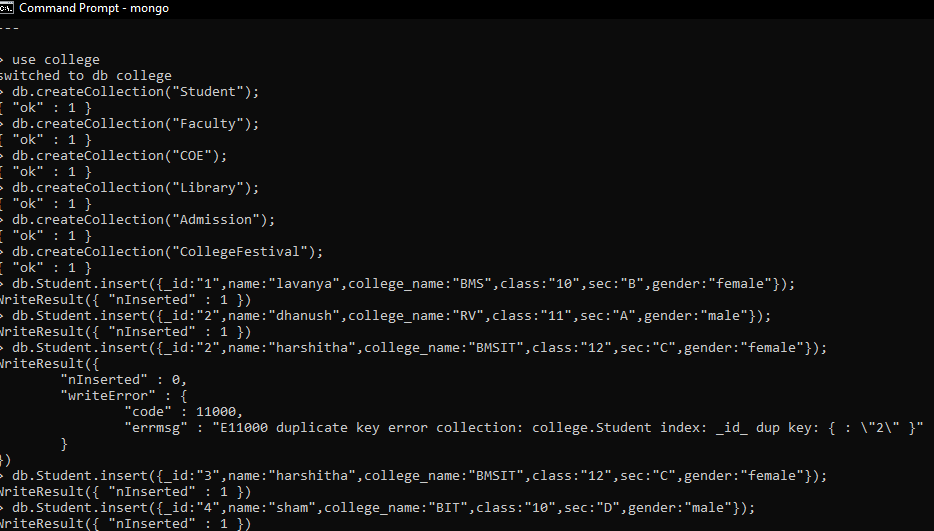 Command Prompt - mongo
---
> use college
switched to db college
> db.createCollection("Student");
{ "ok" : 1 }
> db.createCollection("Faculty");
{ "ok" : 1 }
> db.createCollection("COE");
{ "ok" : 1 }
> db.createCollection("Library");
{ "ok" : 1 }
> db.createCollection("Admission");
{ "ok" : 1 }
> db.createCollection("CollegeFestival");
{ "ok" : 1 }
> db.Student.insert({_id:"1",name:"lavanya",college_name:"BMS",class:"10",sec:"B",gender:"female"});
WriteResult({ "nInserted" : 1 })
> db.Student.insert({_id:"2",name:"dhanush",college_name:"RV",class:"11",sec:"A",gender:"male"});
WriteResult({ "nInserted" : 1 })
> db.Student.insert({_id:"2",name:"harshitha",college_name:"BMSIT",class:"12",sec:"C",gender:"female"});
WriteResult({
"nInserted" : 0,
"writeError" : {
"code" : 11000,
"errmsg" : "E11000 duplicate key error collection: college.Student index: _id_ dup key: { : \"2\" }"
}
})
> db.Student.insert({_id:"3",name:"harshitha",college_name:"BMSIT",class:"12",sec:"C",gender:"female"});
WriteResult({ "nInserted" : 1 })
> db.Student.insert({_id:"4",name:"sham",college_name:"BIT",class:"10",sec:"D",gender:"male"});
WriteResult({ "nInserted" : 1 })